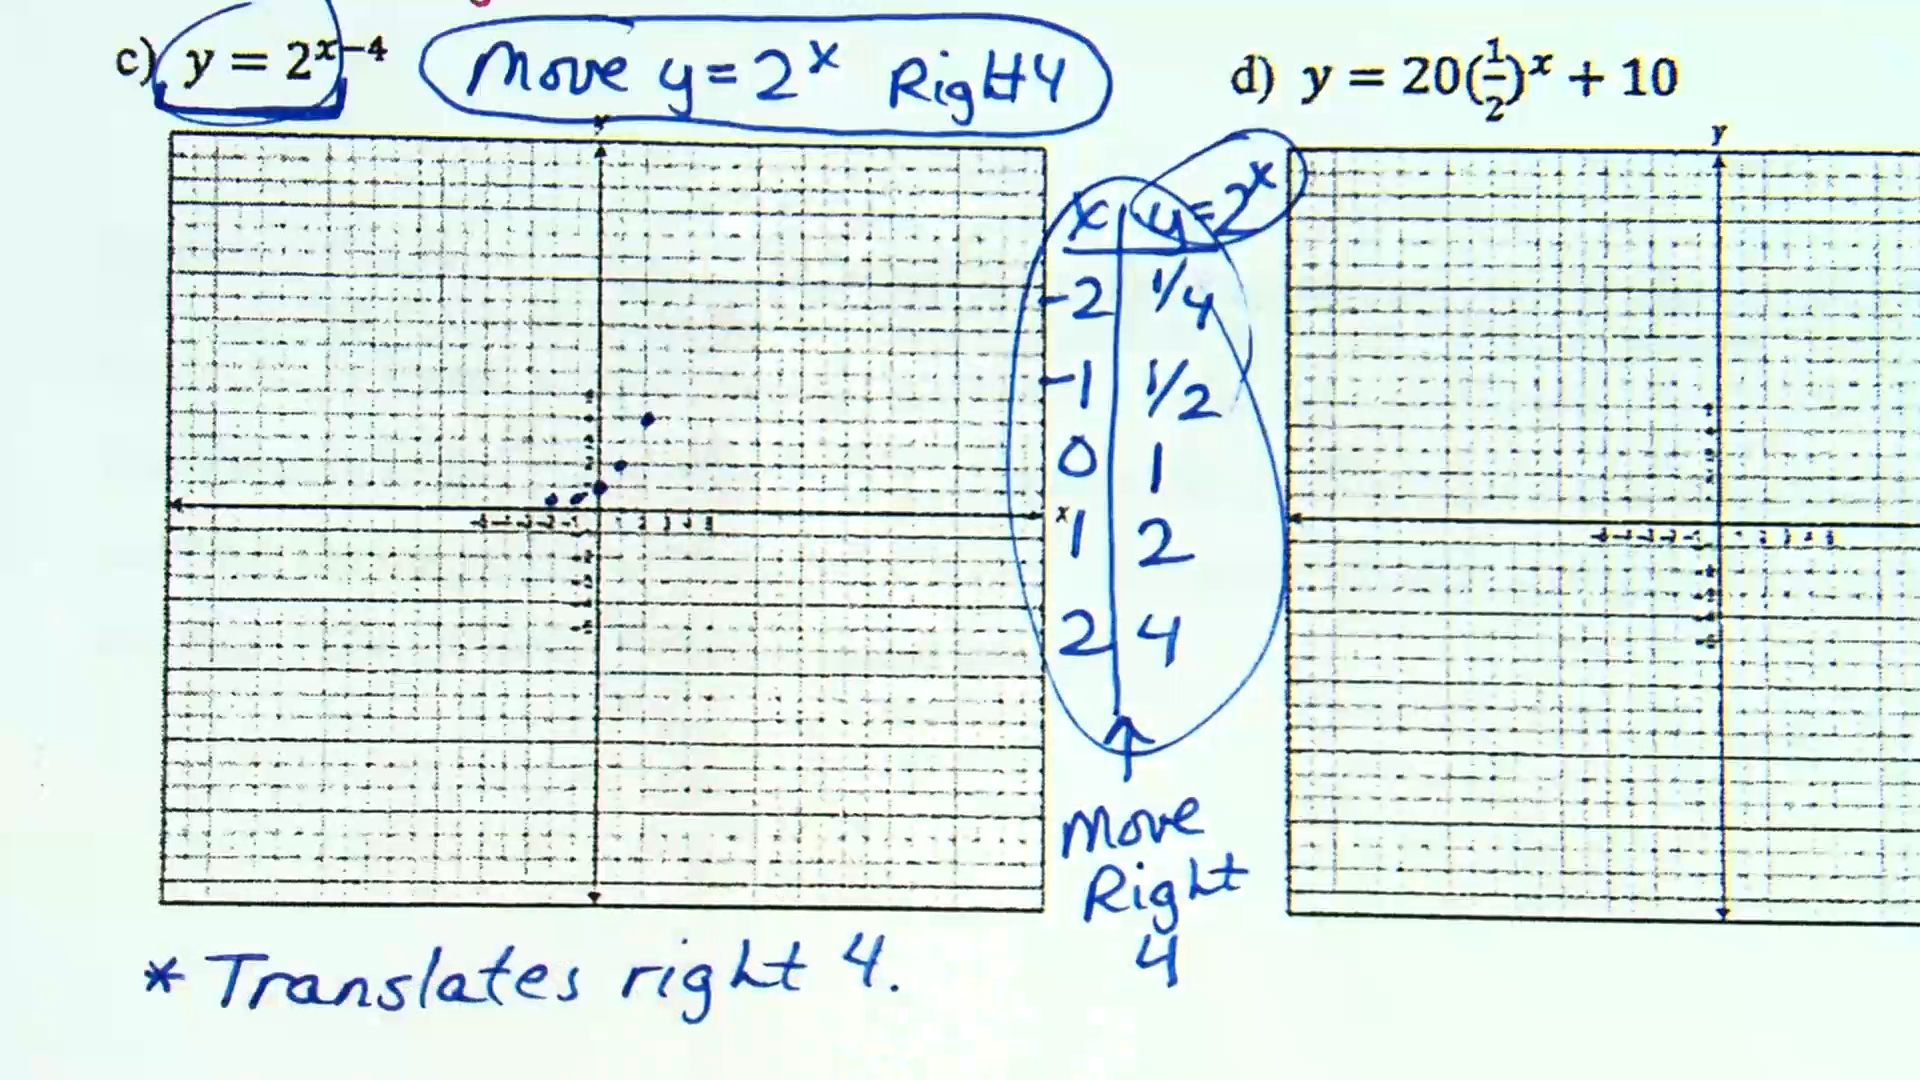 c) y = 2^{x-4}
Move y = 2^x Right 4
d) y = 20(1/2)^x + 10
y
x
x | y = 2^x
-2 | 1/4
-1 | 1/2
0 | 1
1 | 2
2 | 4
↑
Move
Right
4
* Translates right 4.